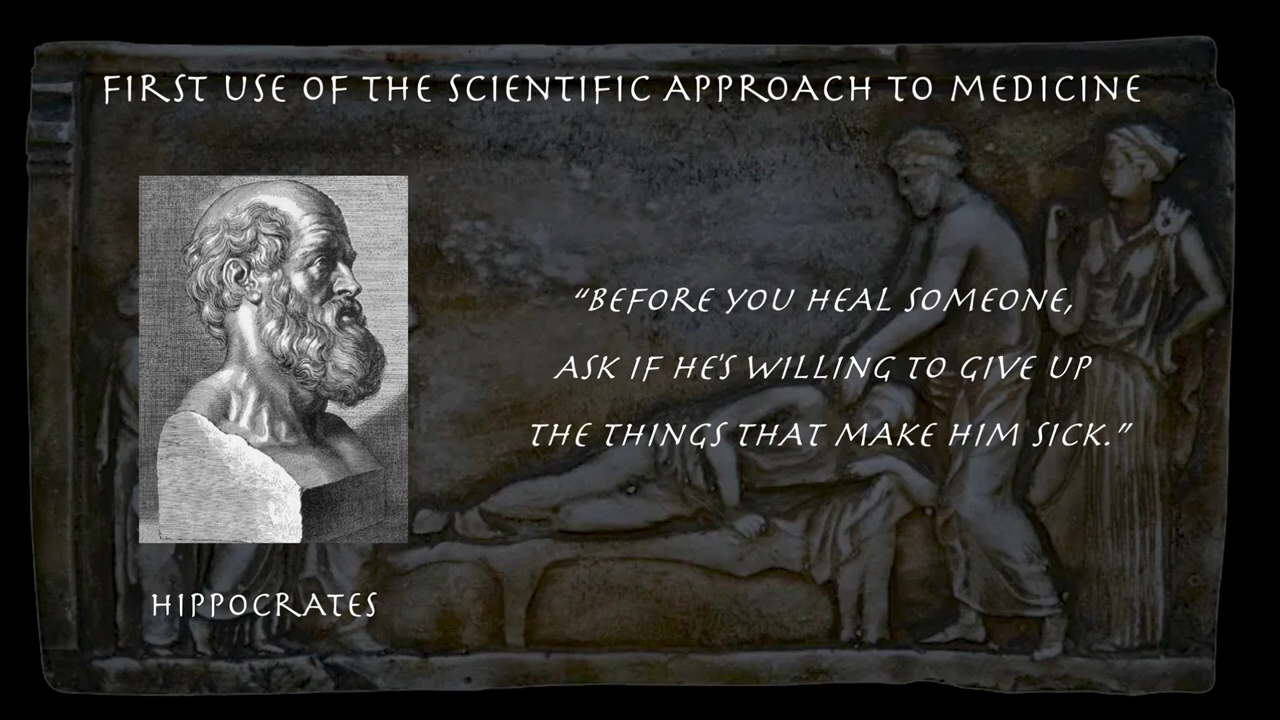 FIRST USE OF THE SCIENTIFIC APPROACH TO MEDICINE
“BEFORE YOU HEAL SOMEONE,
ASK IF HE'S WILLING TO GIVE UP
THE THINGS THAT MAKE HIM SICK.”
HIPPOCRATES